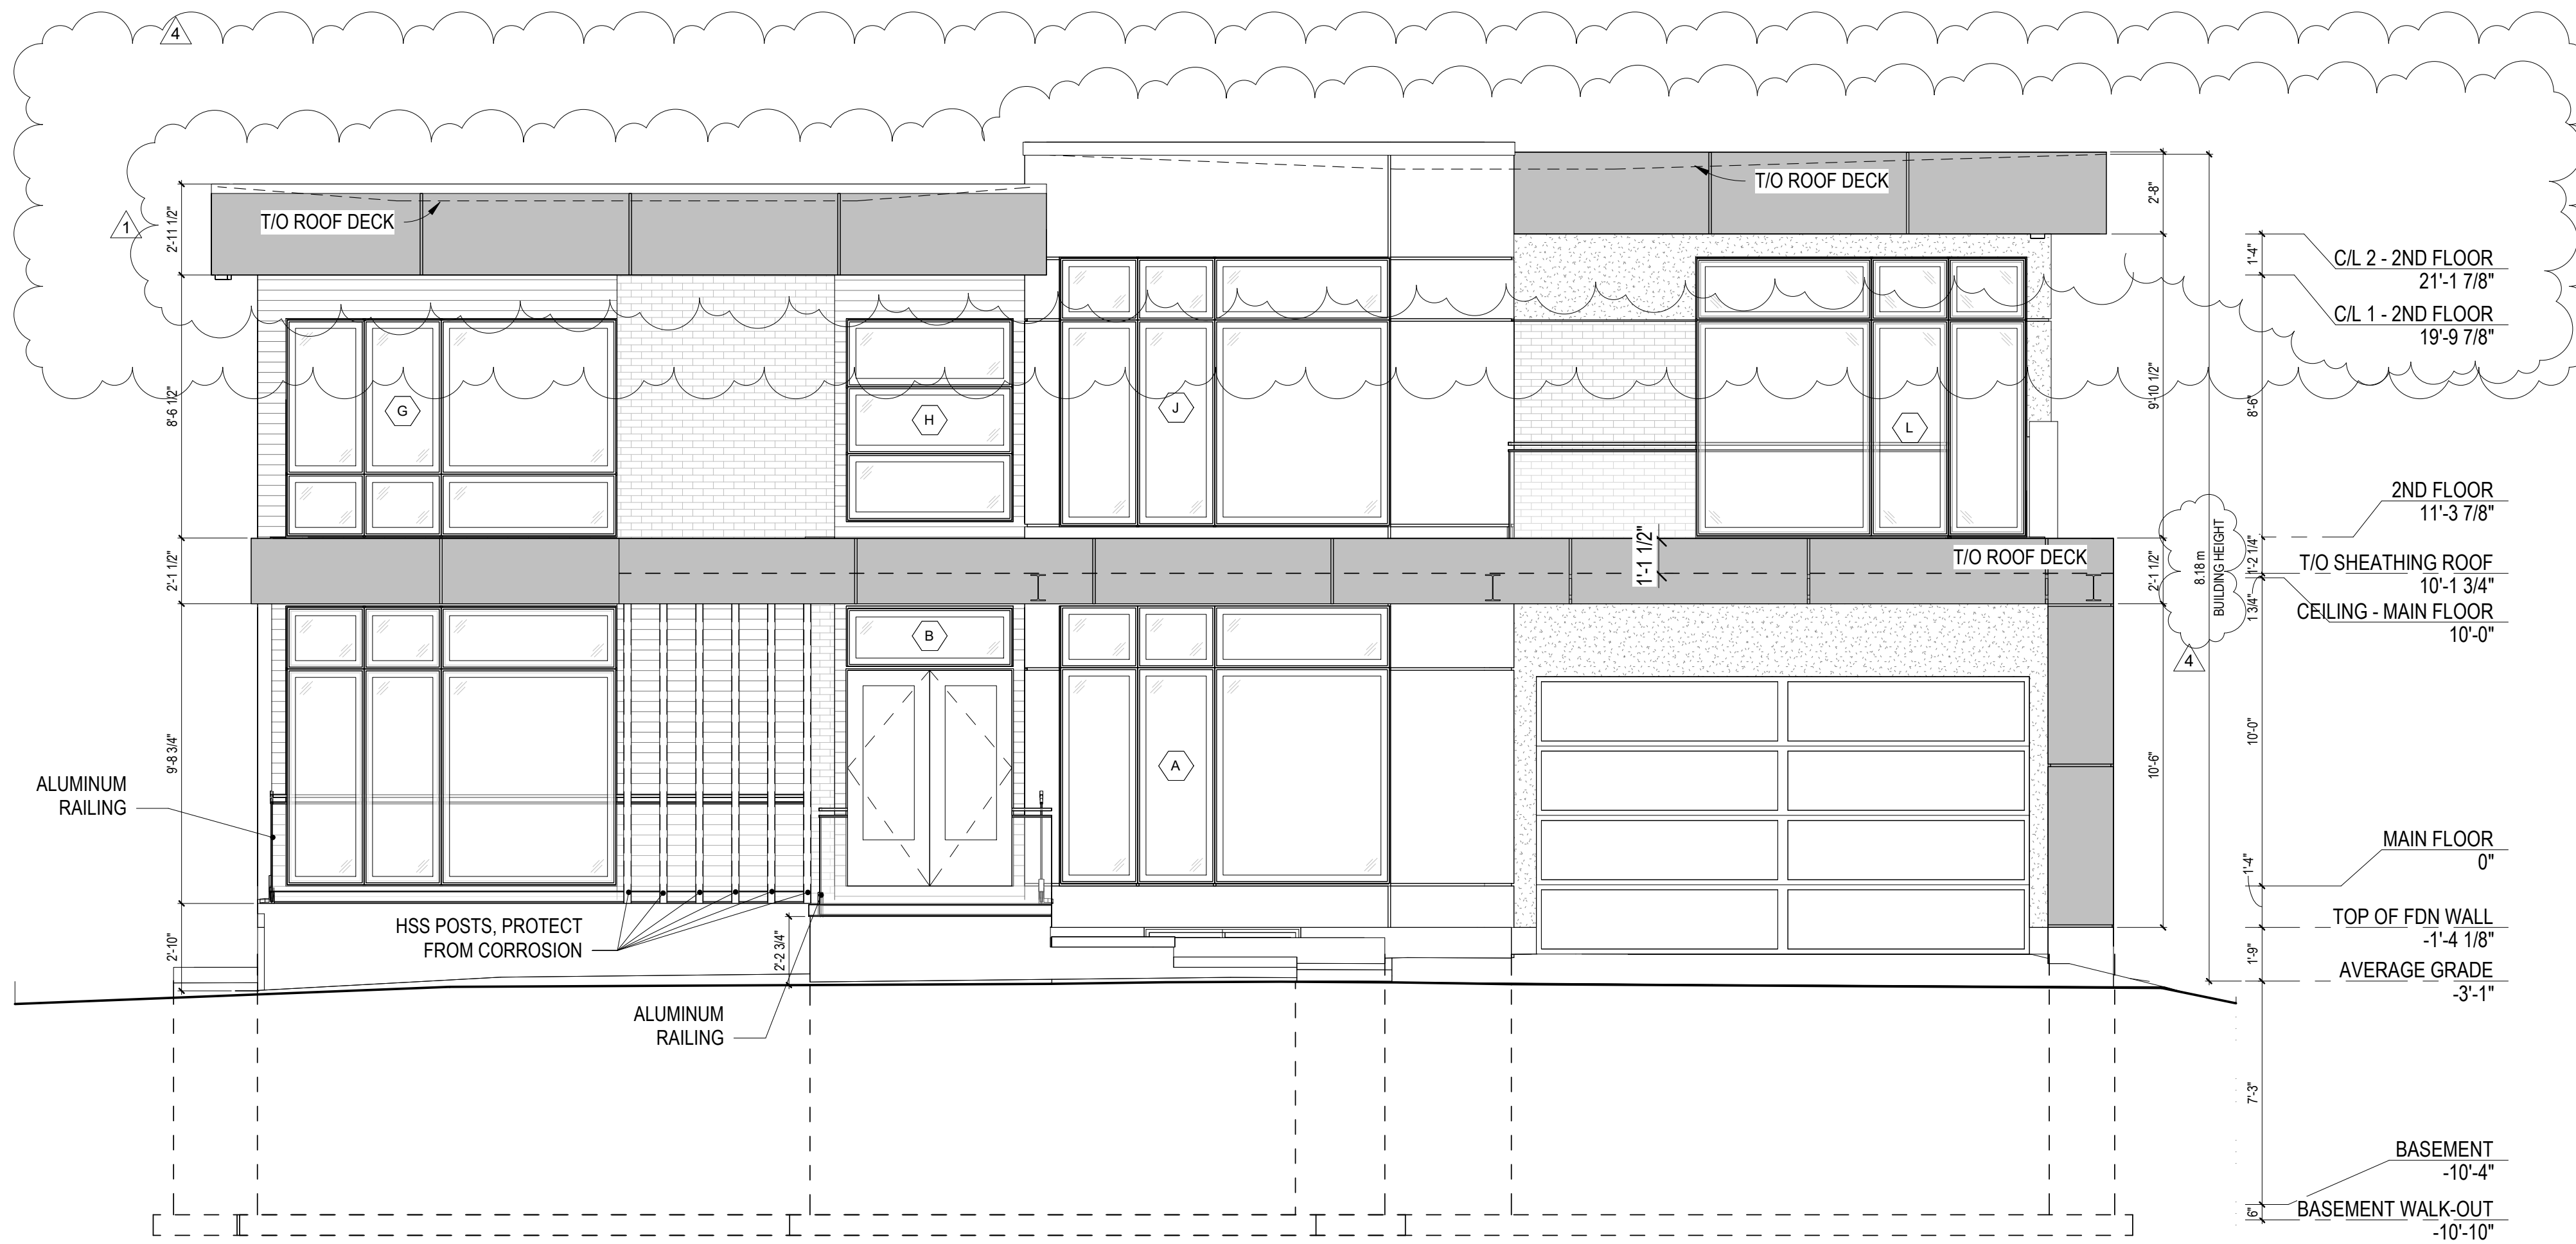 4
1
2'-11 1/2"
T/O ROOF DECK
T/O ROOF DECK
2'-8"
1'-4"
C/L 2 - 2ND FLOOR
21'-1 7/8"
C/L 1 - 2ND FLOOR
19'-9 7/8"
8'-6 1/2"
G
H
J
L
9'-10 1/2"
8'-6"
2ND FLOOR
11'-3 7/8"
2'-1 1/2"
1'-1 1/2"
T/O ROOF DECK
2'-1 1/2"
8.18 m
BUILDING HEIGHT
1'-2 1/4"
T/O SHEATHING ROOF
10'-1 3/4"
1 3/4"
CEILING - MAIN FLOOR
10'-0"
4
B
A
9'-8 3/4"
10'-6"
10'-0"
ALUMINUM
RAILING
MAIN FLOOR
0"
1'-4"
HSS POSTS, PROTECT
FROM CORROSION
2'-10"
2'-2 3/4"
TOP OF FDN WALL
-1'-4 1/8"
1'-9"
AVERAGE GRADE
-3'-1"
ALUMINUM
RAILING
7'-3"
BASEMENT
-10'-4"
6"
BASEMENT WALK-OUT
-10'-10"